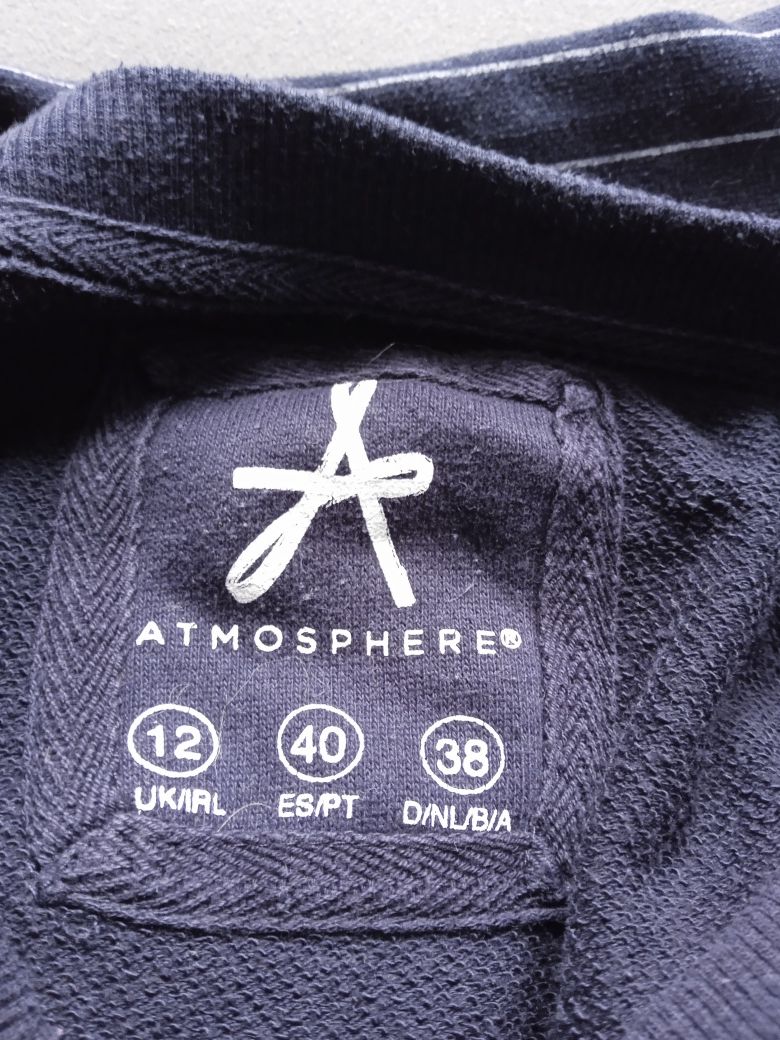 ATMOSPHERE®
12 40 38
UK/IRL ES/PT D/NL/B/A